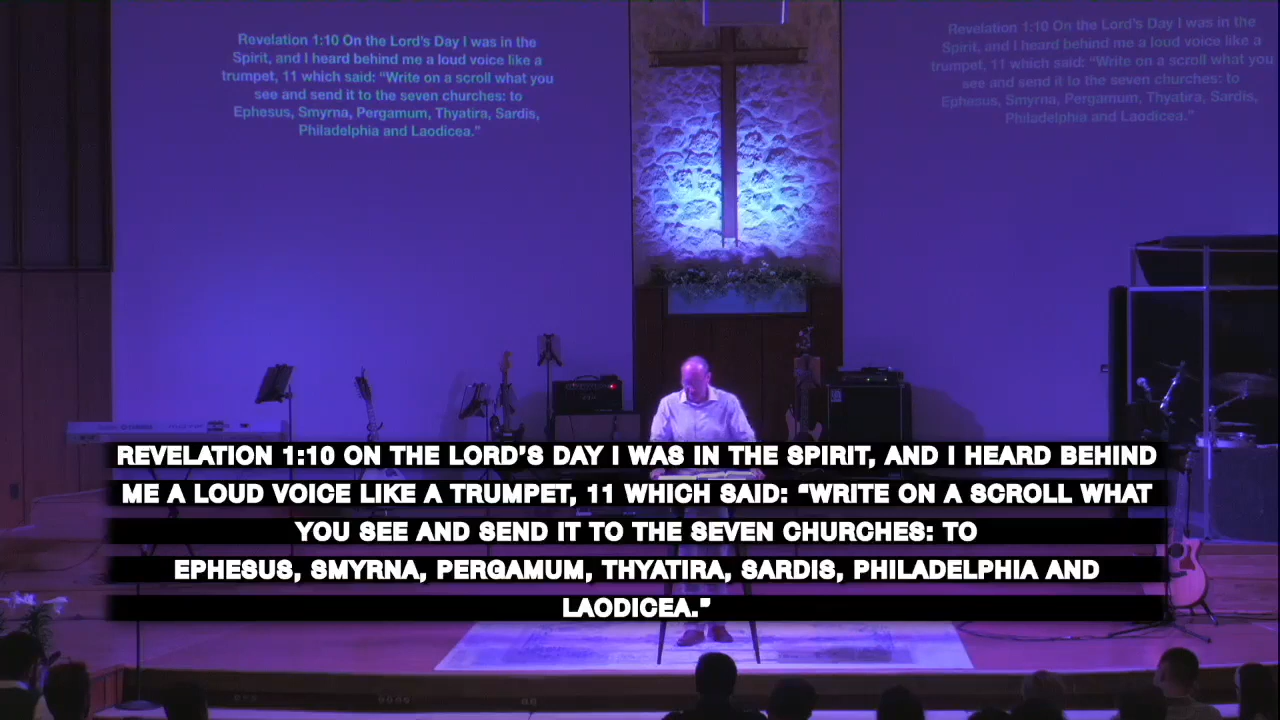 Revelation 1:10 On the Lord's Day I was in the
Spirit, and I heard behind me a loud voice like a
trumpet, 11 which said: “Write on a scroll what you
see and send it to the seven churches: to
Ephesus, Smyrna, Pergamum, Thyatira, Sardis,
Philadelphia and Laodicea.”
Revelation 1:10 On the Lord's Day I was in the
Spirit, and I heard behind me a loud voice like a
trumpet, 11 which said: “Write on a scroll what you
see and send it to the seven churches: to
Ephesus, Smyrna, Pergamum, Thyatira, Sardis,
Philadelphia and Laodicea.”
REVELATION 1:10 ON THE LORD’S DAY I WAS IN THE SPIRIT, AND I HEARD BEHIND
ME A LOUD VOICE LIKE A TRUMPET, 11 WHICH SAID: “WRITE ON A SCROLL WHAT
YOU SEE AND SEND IT TO THE SEVEN CHURCHES: TO
EPHESUS, SMYRNA, PERGAMUM, THYATIRA, SARDIS, PHILADELPHIA AND
LAODICEA.”